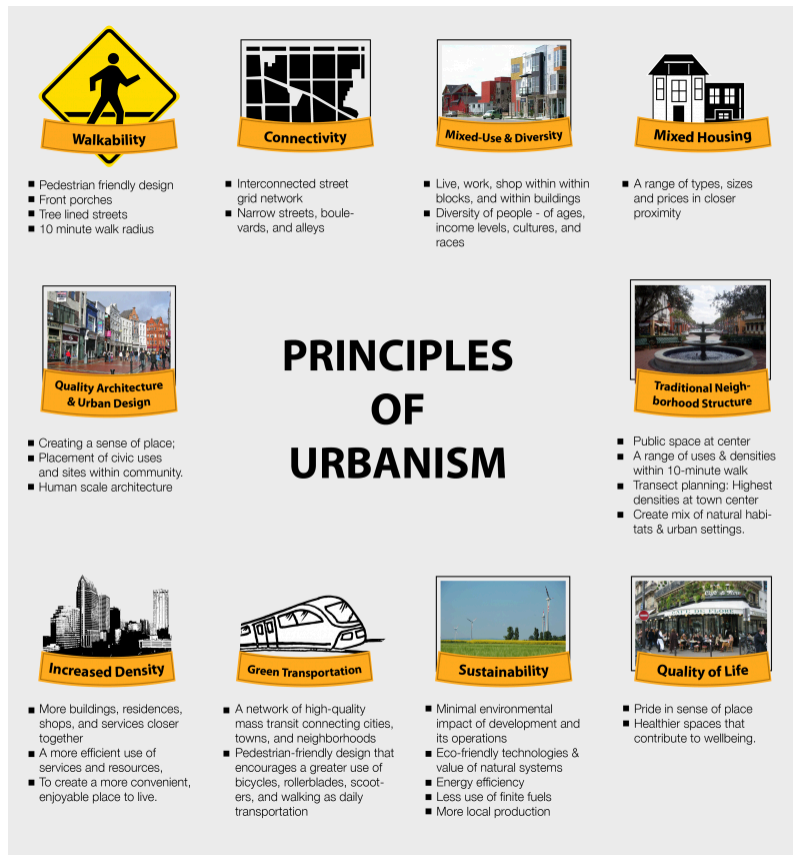 Walkability
■ Pedestrian friendly design
■ Front porches
■ Tree lined streets
■ 10 minute walk radius
Connectivity
■ Interconnected street
grid network
■ Narrow streets, boule-
vards, and alleys
Mixed-Use & Diversity
■ Live, work, shop within within
blocks, and within buildings
■ Diversity of people - of ages,
income levels, cultures, and
races
Mixed Housing
■ A range of types, sizes
and prices in closer
proximity
Quality Architecture
& Urban Design
■ Creating a sense of place;
■ Placement of civic uses
and sites within community.
■ Human scale architecture
PRINCIPLES
OF
URBANISM
Traditional Neigh-
borhood Structure
■ Public space at center
■ A range of uses & densities
within 10-minute walk
■ Transect planning: Highest
densities at town center
■ Create mix of natural habi-
tats & urban settings.
Increased Density
■ More buildings, residences,
shops, and services closer
together
■ A more efficient use of
services and resources,
■ To create a more convenient,
enjoyable place to live.
Green Transportation
■ A network of high-quality
mass transit connecting cities,
towns, and neighborhoods
■ Pedestrian-friendly design that
encourages a greater use of
bicycles, rollerblades, scoot-
ers, and walking as daily
transportation
Sustainability
■ Minimal environmental
impact of development and
its operations
■ Eco-friendly technologies &
value of natural systems
■ Energy efficiency
■ Less use of finite fuels
■ More local production
CAFE DE FLORE
Quality of Life
■ Pride in sense of place
■ Healthier spaces that
contribute to wellbeing.